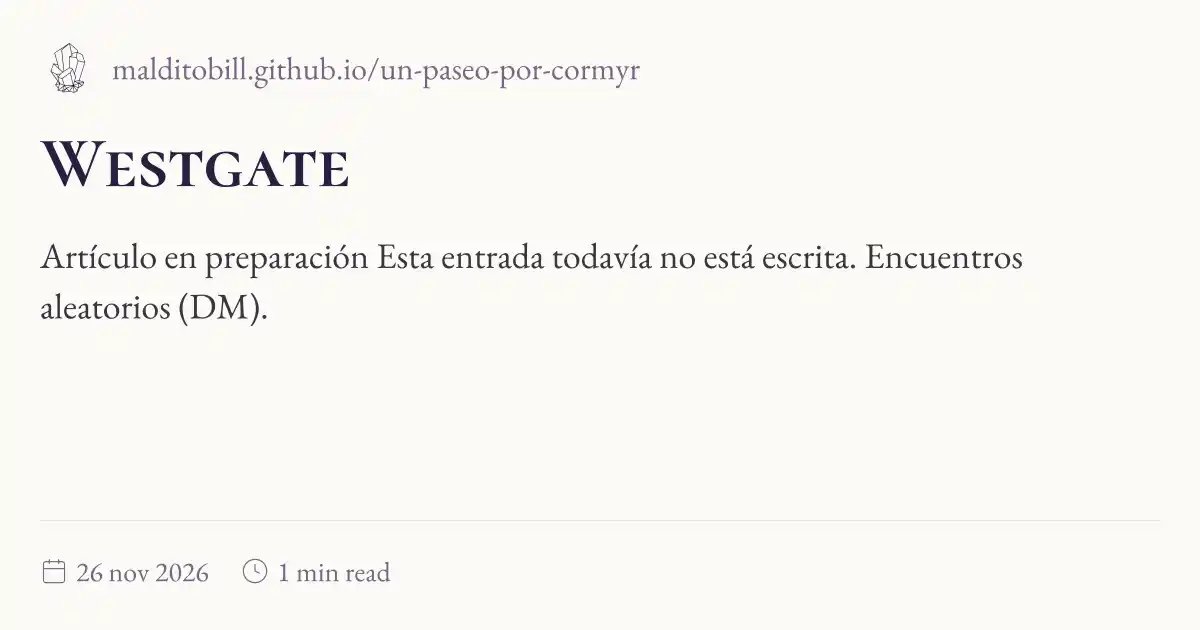 malditobill.github.io/un-paseo-por-cormyr
Westgate
Artículo en preparación Esta entrada todavía no está escrita. Encuentros
aleatorios (DM).
26 nov 2026 1 min read